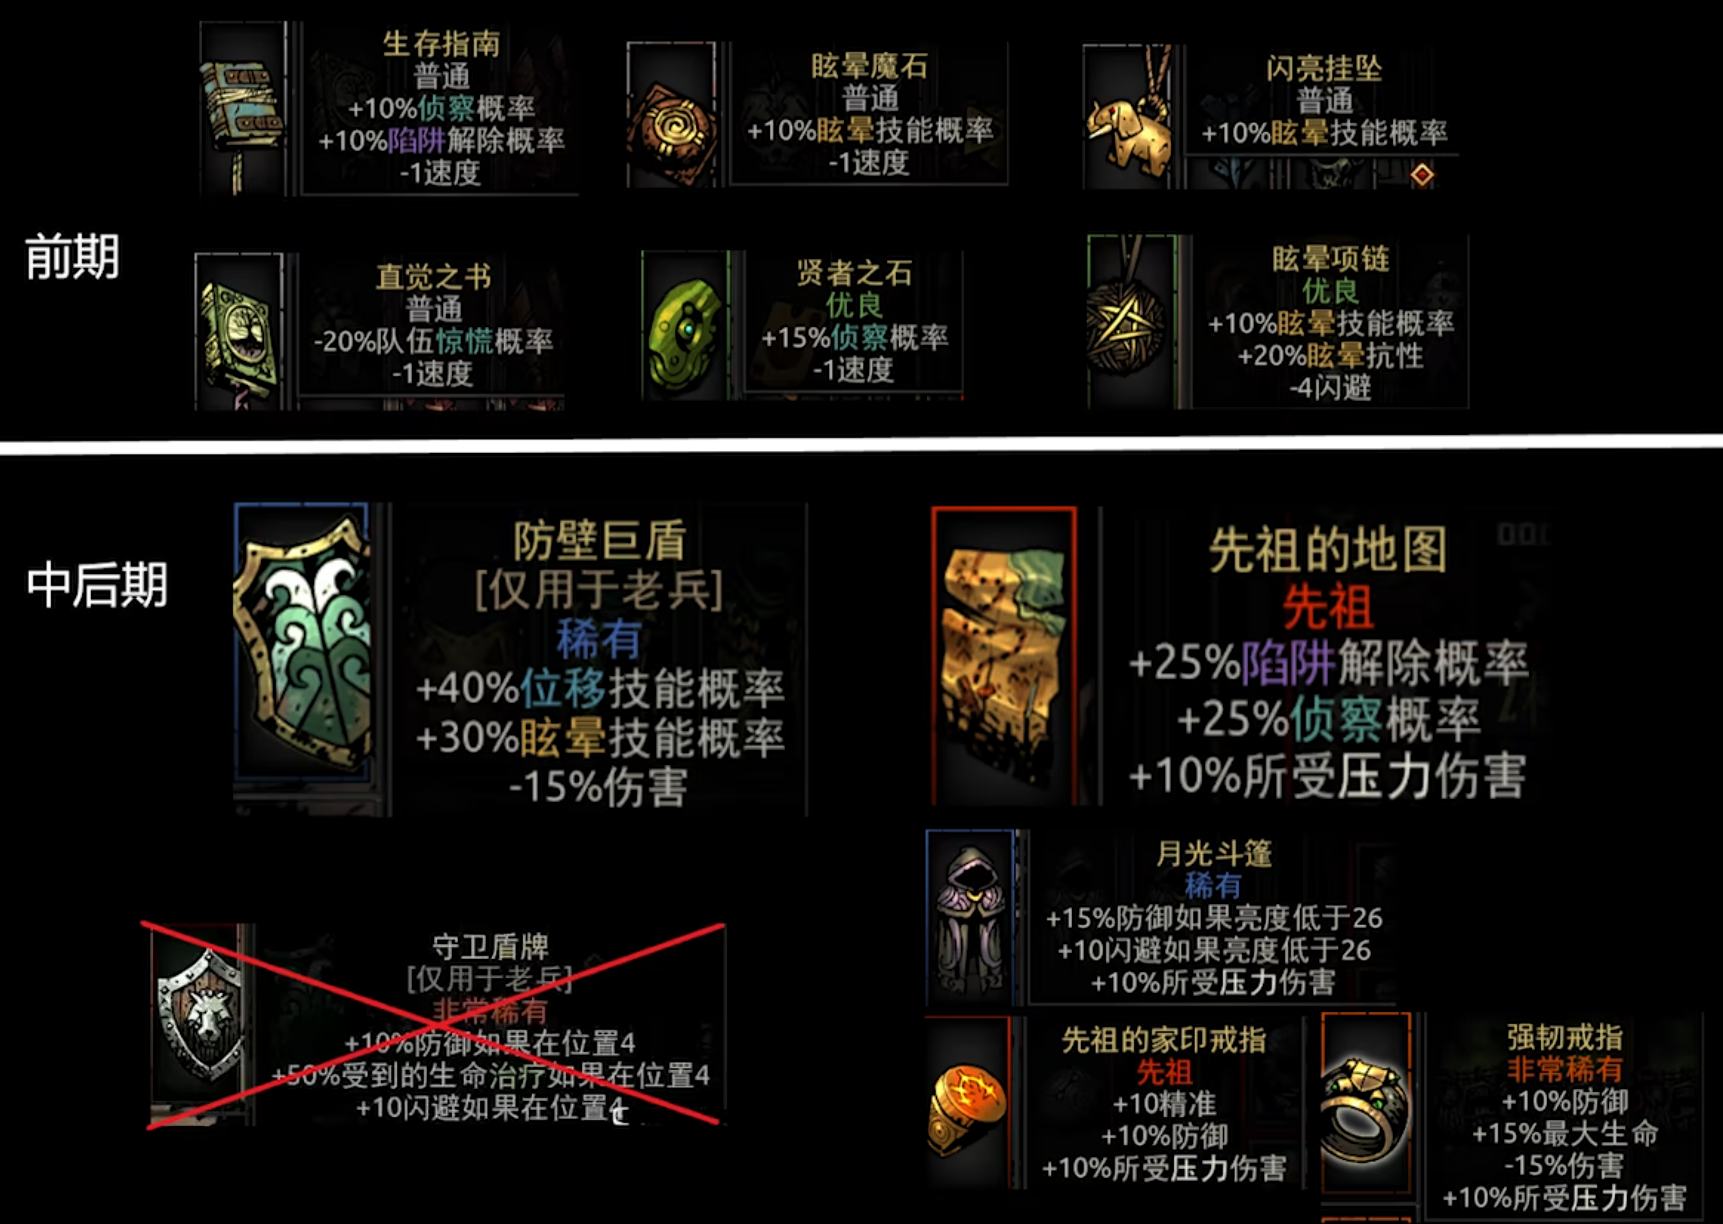 前期
生存指南
普通
+10%侦察概率
+10%陷阱解除概率
-1速度
眩晕魔石
普通
+10%眩晕技能概率
-1速度
闪亮挂坠
普通
+10%眩晕技能概率
直觉之书
普通
-20%队伍惊慌概率
-1速度
贤者之石
优良
+15%侦察概率
-1速度
眩晕项链
优良
+10%眩晕技能概率
+20%眩晕抗性
-4闪避
中后期
防壁巨盾
[仅用于老兵]
稀有
+40%位移技能概率
+30%眩晕技能概率
-15%伤害
先祖的地图
先祖
+25%陷阱解除概率
+25%侦察概率
+10%所受压力伤害
守卫盾牌
[仅用于老兵]
非常稀有
+10%防御如果在位置4
+50%受到的生命治疗如果在位置4
+10闪避如果在位置4
月光斗篷
稀有
+15%防御如果亮度低于26
+10闪避如果亮度低于26
+10%所受压力伤害
先祖的家印戒指
先祖
+10精准
+10%防御
+10%所受压力伤害
强韧戒指
非常稀有
+10%防御
+15%最大生命
-15%伤害
+10%所受压力伤害